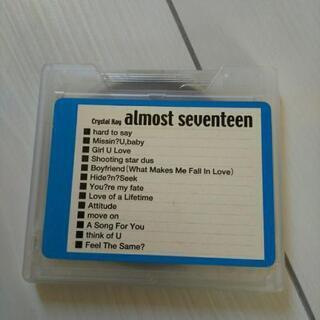 Crystal Kay almost seventeen
■ hard to say
■ Missin?U,baby
■ Girl U Love
■ Shooting star dus
■ Boyfriend(What Makes Me Fall In Love)
■ Hide?n?Seek
■ You?re my fate
■ Love of a Lifetime
■ Attitude
■ move on
■ A Song For You
■ think of U
■ Feel The Same?